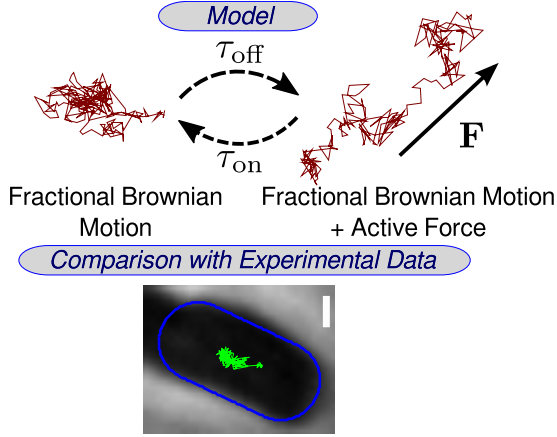 Model
τoff
τon
F
Fractional Brownian
Motion
Fractional Brownian Motion
+ Active Force
Comparison with Experimental Data